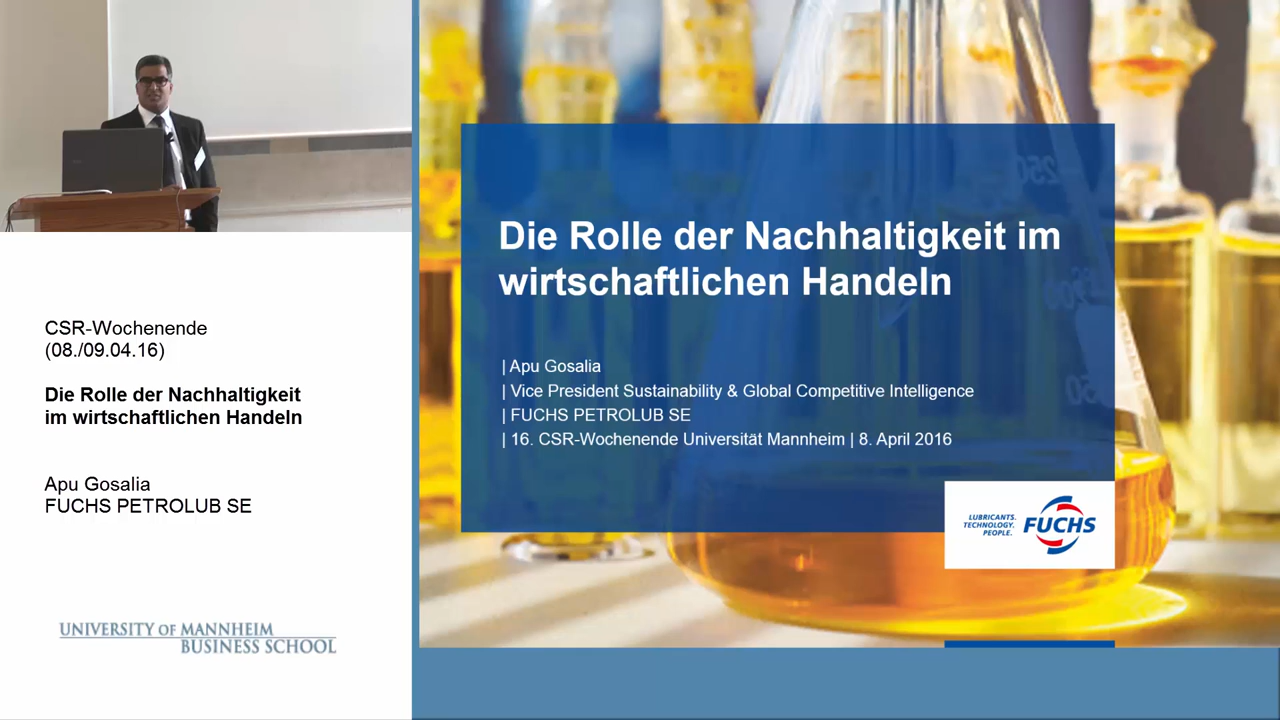 CSR-Wochenende
(08./09.04.16)
Die Rolle der Nachhaltigkeit
im wirtschaftlichen Handeln
Apu Gosalia
FUCHS PETROLUB SE
UNIVERSITY OF MANNHEIM
BUSINESS SCHOOL
Die Rolle der Nachhaltigkeit im
wirtschaftlichen Handeln
| Apu Gosalia
| Vice President Sustainability & Global Competitive Intelligence
| FUCHS PETROLUB SE
| 16. CSR-Wochenende Universität Mannheim | 8. April 2016
LUBRICANTS.
TECHNOLOGY.
PEOPLE.
FUCHS
250